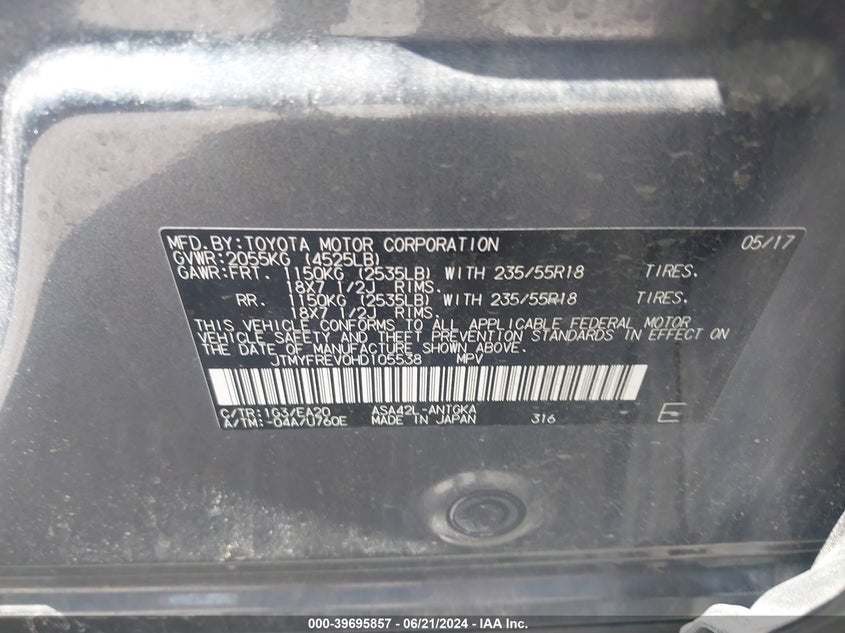 MFD.BY:TOYOTA MOTOR CORPORATION 05/17
GVWR:2055KG (4525LB)
GAWR:FRT. 1150KG (2535LB) WITH 235/55R18 TIRES.
18X7 1/2J RIMS.
RR. 1150KG (2535LB) WITH 235/55R18 TIRES.
18X7 1/2J RIMS.
THIS VEHICLE CONFORMS TO ALL APPLICABLE FEDERAL MOTOR
VEHICLE SAFETY AND THEFT PREVENTION STANDARDS IN EFFECT ON
THE DATE OF MANUFACTURE SHOWN ABOVE.
JTMYFREV0HD105538 MPV
C/TR:1G3/EA20 ASA42L-ANTGKA
A/TM:-04A/U760E MADE IN JAPAN 316 E
000-39695857 - 06/21/2024 - IAA Inc.